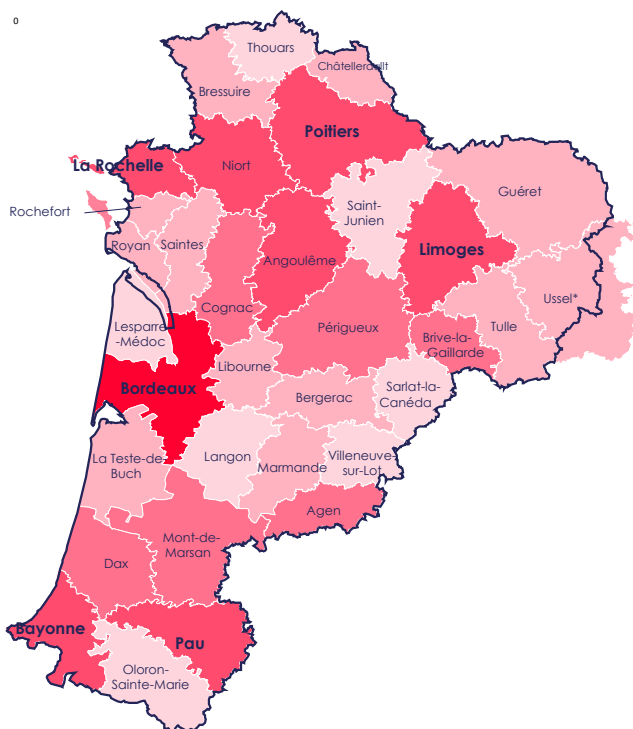 0
Thouars
Châtellerault
Bressuire
Poitiers
La Rochelle
Niort
Guéret
Saint-
Junien
Rochefort
Royan
Saintes
Limoges
Angoulême
Ussel*
Cognac
Lesparre
-Médoc
Périgueux
Tulle
Brive-la-
Gaillarde
Libourne
Bordeaux
Bergerac
Sarlat-la-
Canéda
La Teste-de-
Buch
Langon
Marmande
Villeneuve-
sur-Lot
Agen
Mont-de-
Marsan
Dax
Bayonne
Pau
Oloron-
Sainte-Marie